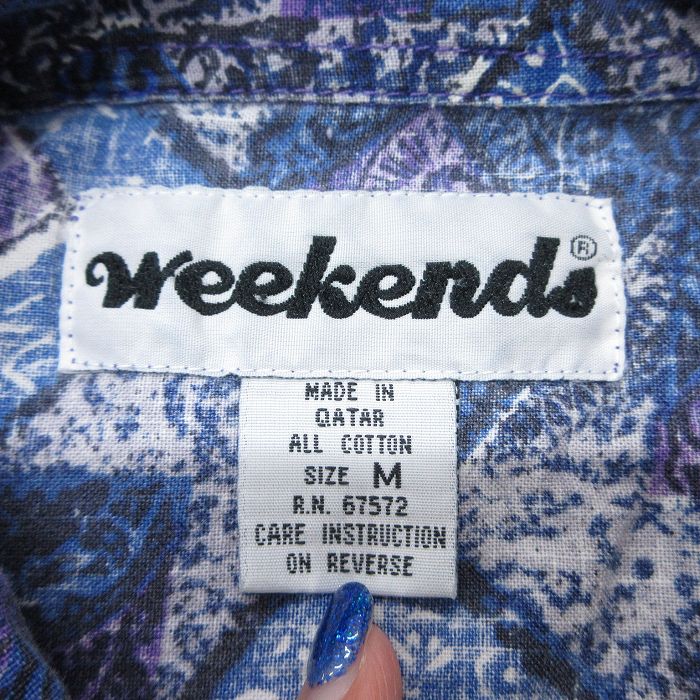 weekends®
MADE IN
QATAR
ALL COTTON
SIZE M
R.N. 67572
CARE INSTRUCTION
ON REVERSE